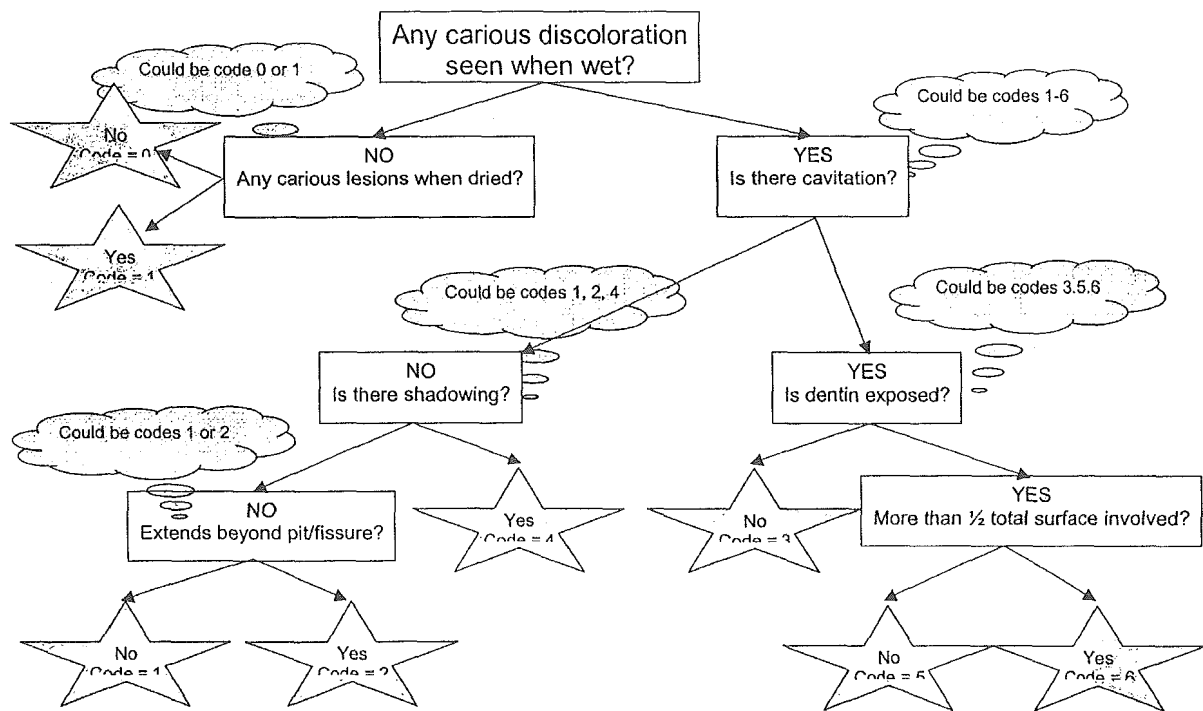 Any carious discoloration
seen when wet?
Could be code 0 or 1
Could be codes 1-6
No
Code = 0
NO
Any carious lesions when dried?
YES
Is there cavitation?
Yes
Code = 1
Could be codes 1, 2, 4
Could be codes 3.5.6
NO
Is there shadowing?
YES
Is dentin exposed?
Could be codes 1 or 2
NO
Extends beyond pit/fissure?
Yes
Code = 4
No
Code = 3
YES
More than ½ total surface involved?
No
Code = 1
Yes
Code = 2
No
Code = 5
Yes
Code = 6